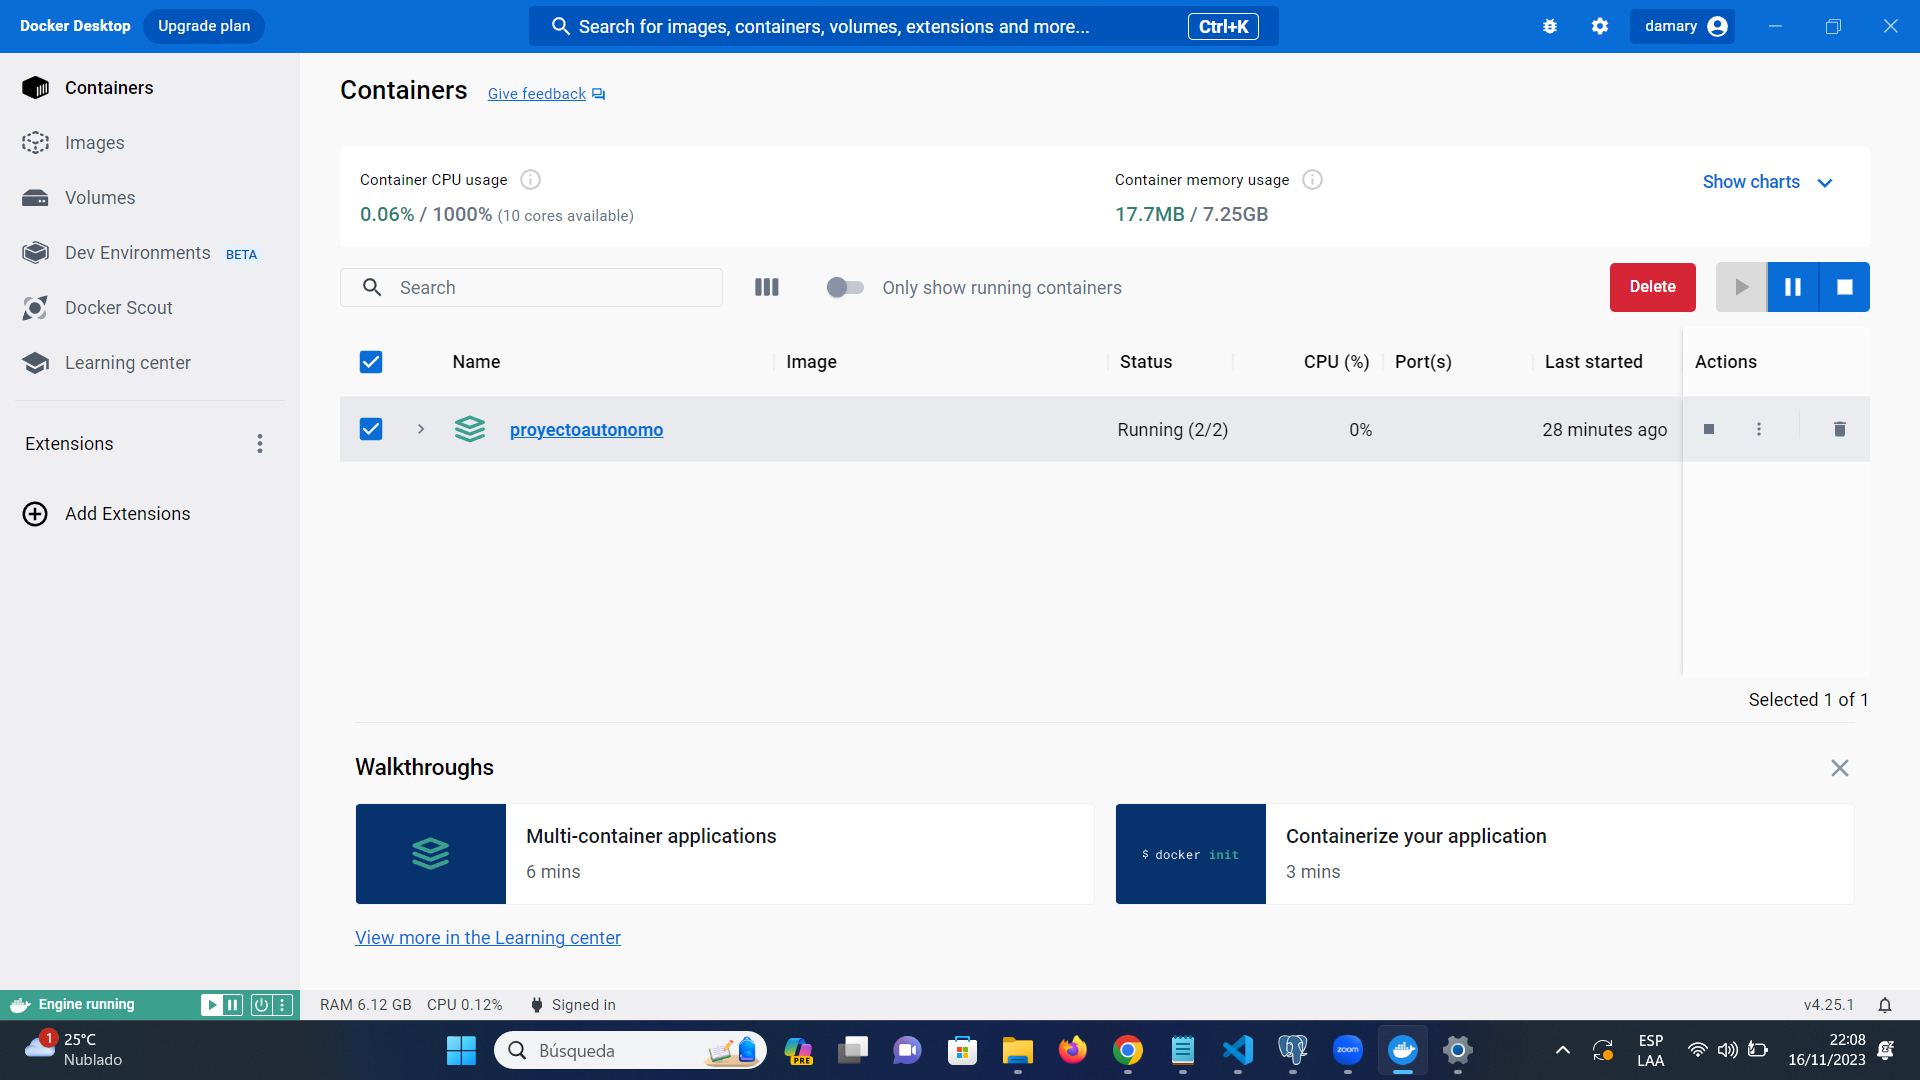 Docker Desktop
Upgrade plan
Search for images, containers, volumes, extensions and more...
Ctrl+K
damary
Containers
Images
Volumes
Dev Environments BETA
Docker Scout
Learning center
Extensions
Add Extensions
Containers
Give feedback
Container CPU usage
0.06% / 1000% (10 cores available)
Container memory usage
17.7MB / 7.25GB
Show charts
Search
Only show running containers
Delete
Name
Image
Status
CPU (%)
Port(s)
Last started
Actions
proyectoautonomo
Running (2/2)
0%
28 minutes ago
Selected 1 of 1
Walkthroughs
Multi-container applications
6 mins
$ docker init
Containerize your application
3 mins
View more in the Learning center
Engine running
RAM 6.12 GB
CPU 0.12%
Signed in
v4.25.1
1
25°C
Nublado
Búsqueda
PRE
zoom
ESP
LAA
22:08
16/11/2023